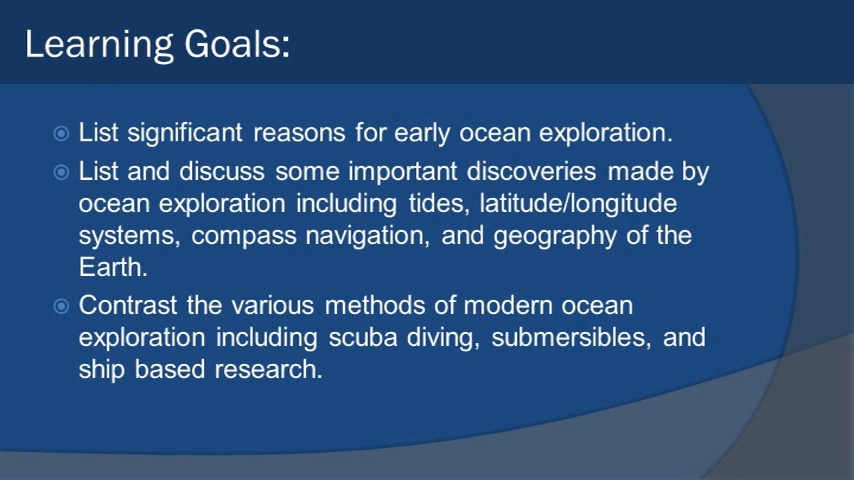 Learning Goals:
List significant reasons for early ocean exploration.
List and discuss some important discoveries made by
ocean exploration including tides, latitude/longitude
systems, compass navigation, and geography of the
Earth.
Contrast the various methods of modern ocean
exploration including scuba diving, submersibles, and
ship based research.